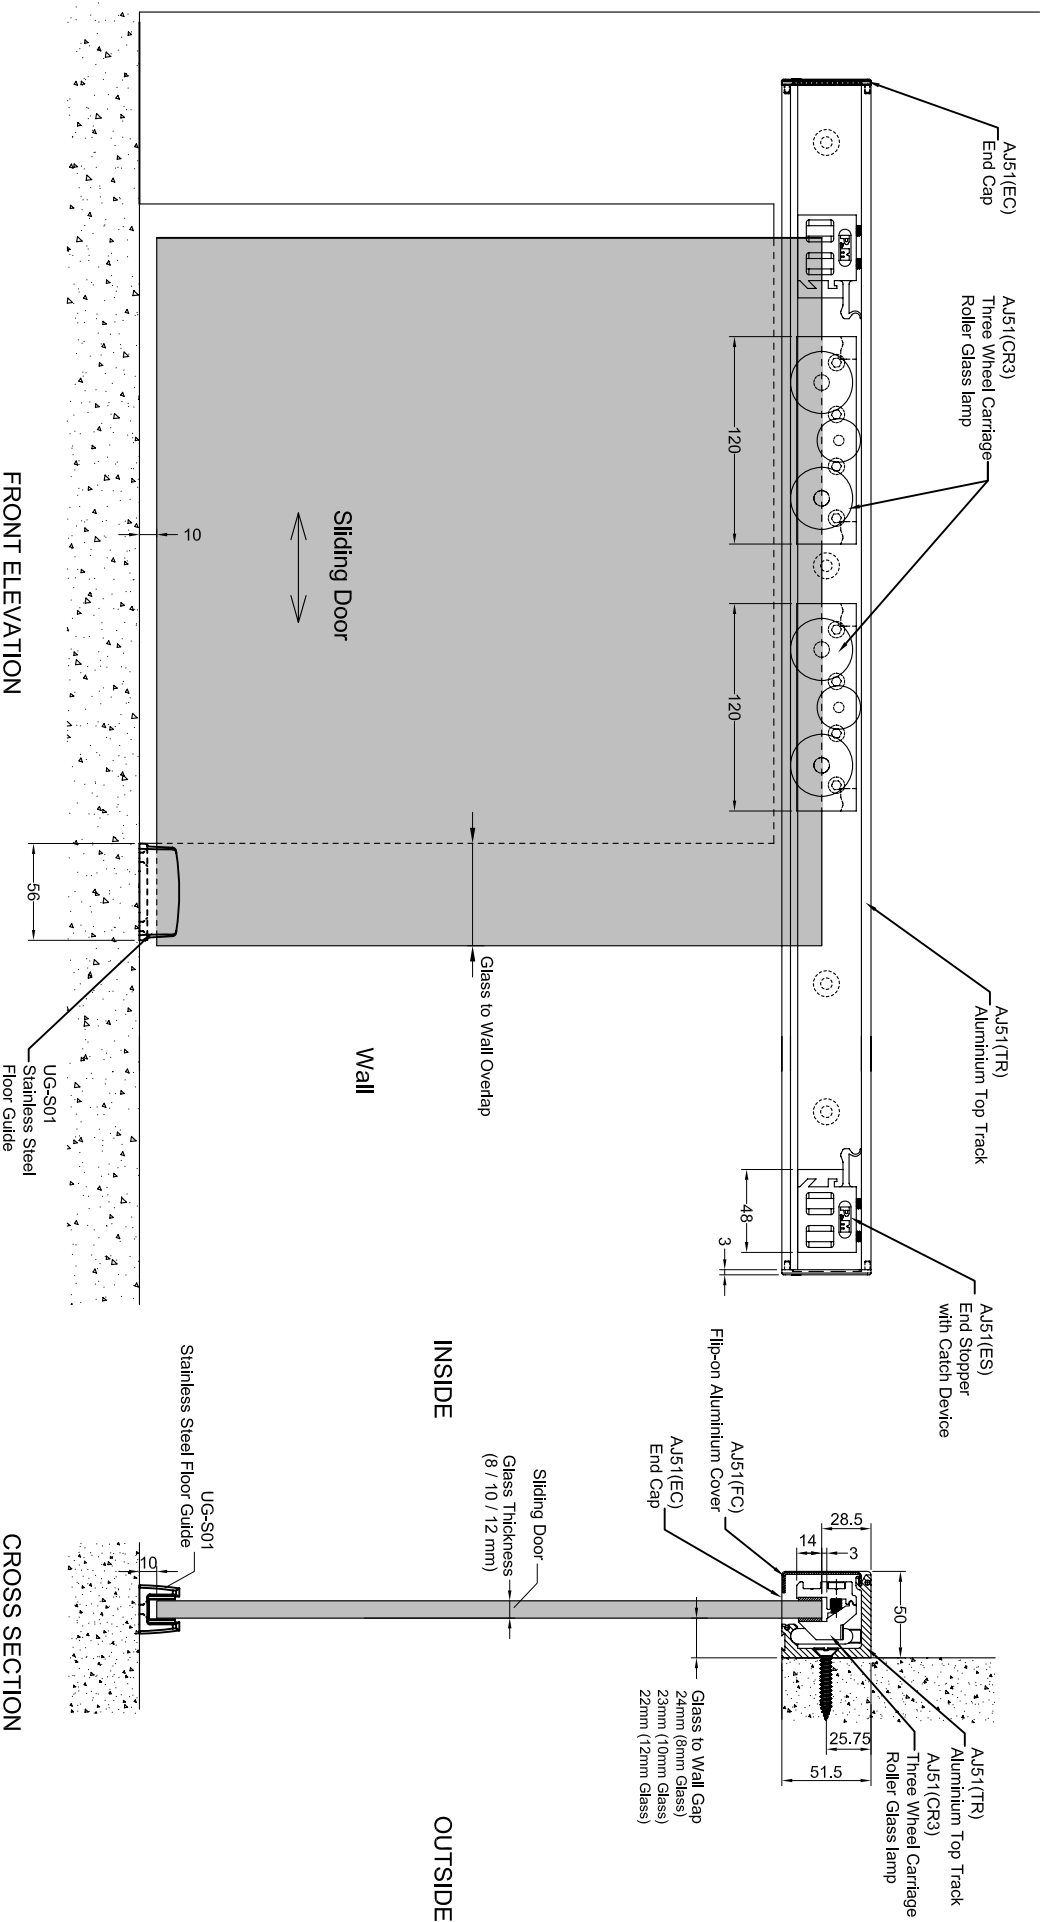 AJ51(EC)
End Cap
AJ51(CR3)
Three Wheel Carriage
Roller Glass lamp
AJ51(TR)
Aluminium Top Track
AJ51(ES)
End Stopper
with Catch Device
P&M
P&M
120
120
48
3
Sliding Door
10
Glass to Wall Overlap
Wall
56
UG-S01
Stainless Steel
Floor Guide
FRONT ELEVATION
AJ51(TR)
Aluminium Top Track
AJ51(CR3)
Three Wheel Carriage
Roller Glass lamp
50
28.5
14
3
25.75
51.5
AJ51(FC)
Flip-on Aluminium Cover
AJ51(EC)
End Cap
Glass to Wall Gap
24mm (8mm Glass)
23mm (10mm Glass)
22mm (12mm Glass)
Sliding Door
Glass Thickness
(8 / 10 / 12 mm)
INSIDE
OUTSIDE
UG-S01
Stainless Steel Floor Guide
10
CROSS SECTION